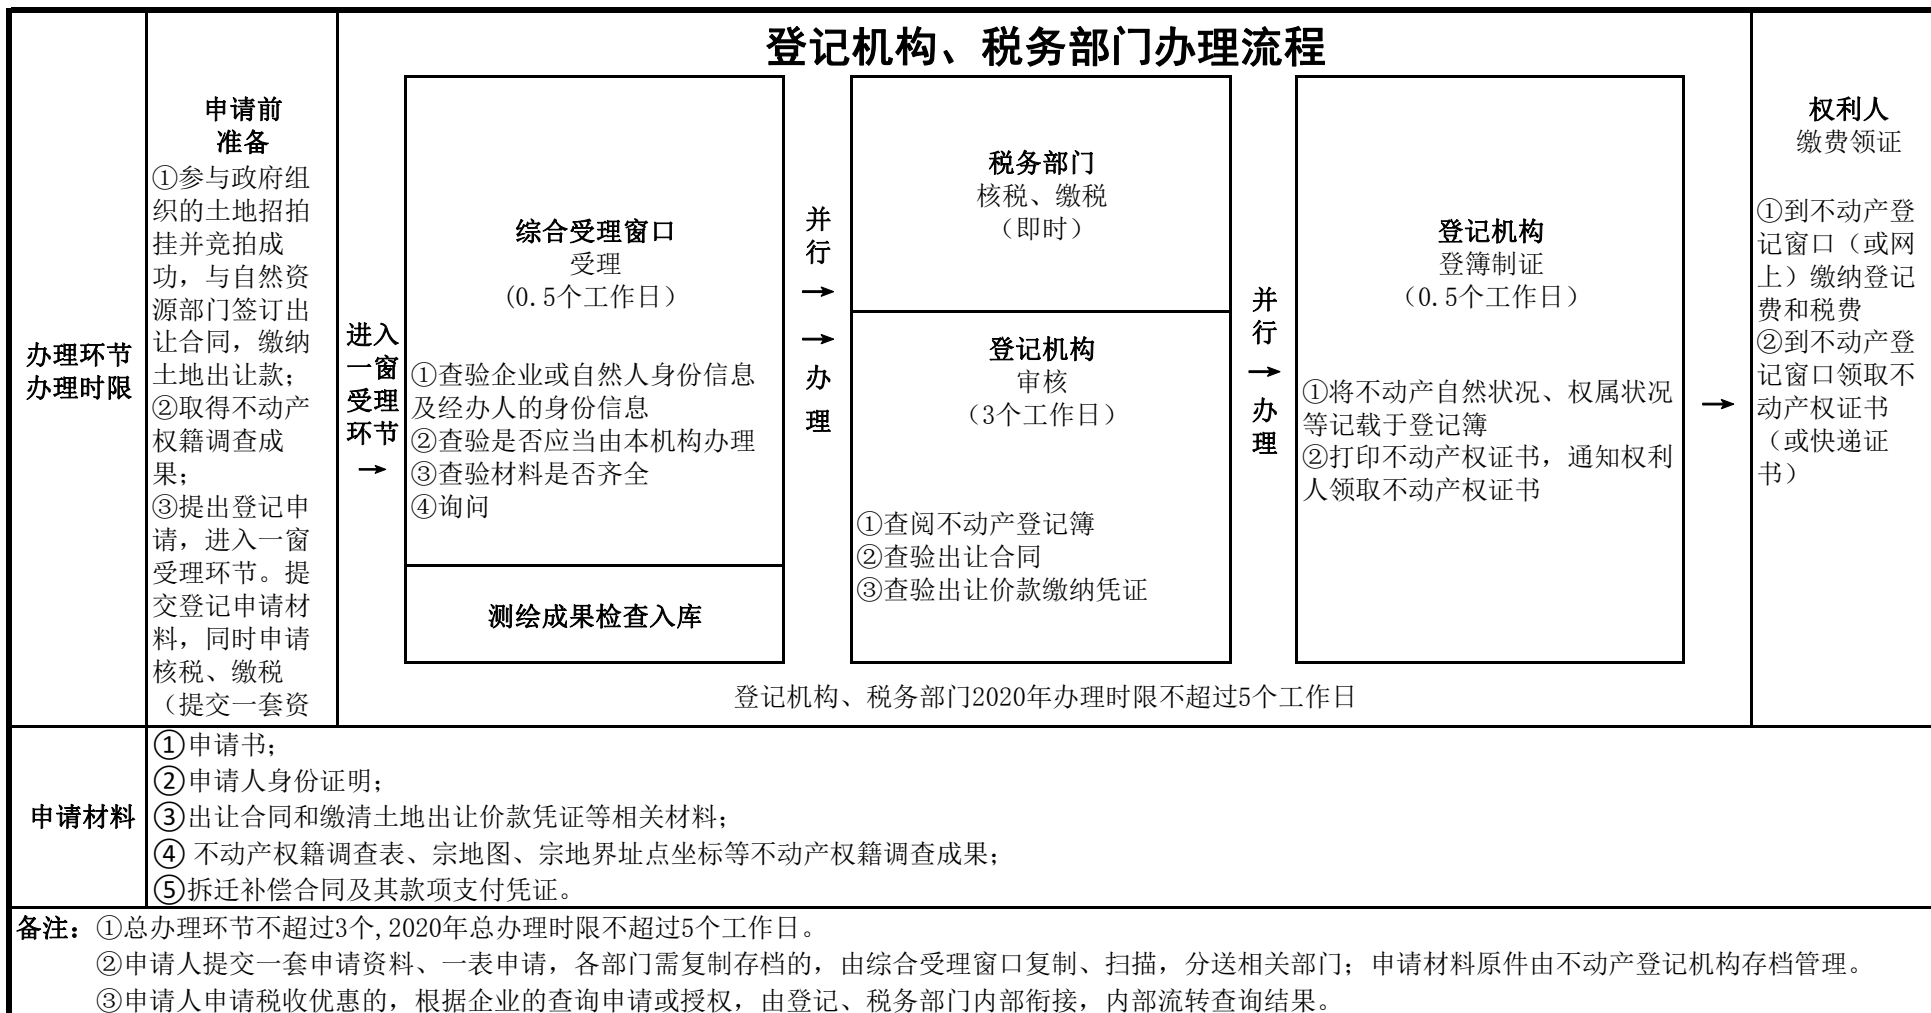 登记机构、税务部门办理流程
办理环节
办理时限
申请前
准备
①参与政府组
织的土地招拍
挂并竞拍成
功，与自然资
源部门签订出
让合同，缴纳
土地出让款；
②取得不动产
权籍调查成
果；
③提出登记申
请，进入一窗
受理环节。提
交登记申请材
料，同时申请
核税、缴税
（提交一套资
进入
一窗
受理
环节
→
综合受理窗口
受理
(0.5个工作日）
①查验企业或自然人身份信息
及经办人的身份信息
②查验是否应当由本机构办理
③查验材料是否齐全
④询问
测绘成果检查入库
并
行
→
→
办
理
税务部门
核税、缴税
（即时）
登记机构
审核
（3个工作日）
①查阅不动产登记簿
②查验出让合同
③查验出让价款缴纳凭证
并
行
→
办
理
登记机构
登簿制证
（0.5个工作日）
①将不动产自然状况、权属状况
等记载于登记簿
②打印不动产权证书，通知权利
人领取不动产权证书
→
登记机构、税务部门2020年办理时限不超过5个工作日
权利人
缴费领证
①到不动产登
记窗口（或网
上）缴纳登记
费和税费
②到不动产登
记窗口领取不
动产权证书
（或快递证
书）
申请材料
①申请书；
②申请人身份证明；
③出让合同和缴清土地出让价款凭证等相关材料；
④ 不动产权籍调查表、宗地图、宗地界址点坐标等不动产权籍调查成果；
⑤拆迁补偿合同及其款项支付凭证。
备注：①总办理环节不超过3个,2020年总办理时限不超过5个工作日。
②申请人提交一套申请资料、一表申请，各部门需复制存档的，由综合受理窗口复制、扫描，分送相关部门；申请材料原件由不动产登记机构存档管理。
③申请人申请税收优惠的，根据企业的查询申请或授权，由登记、税务部门内部衔接，内部流转查询结果。